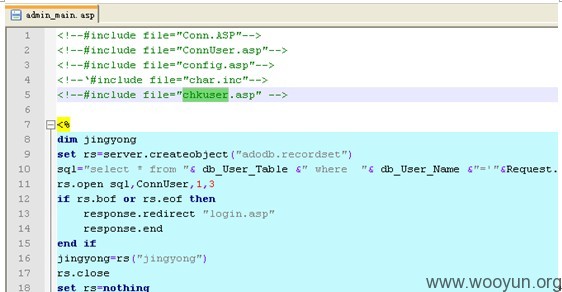 admin_main.asp
1 <!--#include file="Conn.ASP"-->
2 <!--#include file="ConnUser.asp"-->
3 <!--#include file="config.asp"-->
4 <!--`#include file="char.inc"-->
5 <!--#include file="chkuser.asp" -->
6
7 <%
8 dim jingyong
9 set rs=server.createobject("adodb.recordset")
10 sql="select * from "& db_User_Table &" where "& db_User_Name &"='"&Request.
11 rs.open sql,ConnUser,1,3
12 if rs.bof or rs.eof then
13 response.redirect "login.asp"
14 response.end
15 end if
16 jingyong=rs("jingyong")
17 rs.close
18 set rs=nothing
www.wooyun.org